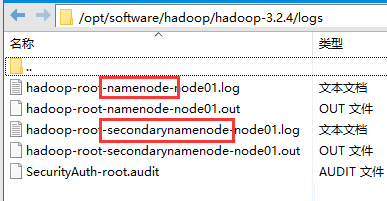 /opt/software/hadoop/hadoop-3.2.4/logs
名称 类型
..
hadoop-root-namenode-node01.log 文本文档
hadoop-root-namenode-node01.out OUT 文件
hadoop-root-secondarynamenode-node01.log 文本文档
hadoop-root-secondarynamenode-node01.out OUT 文件
SecurityAuth-root.audit AUDIT 文件